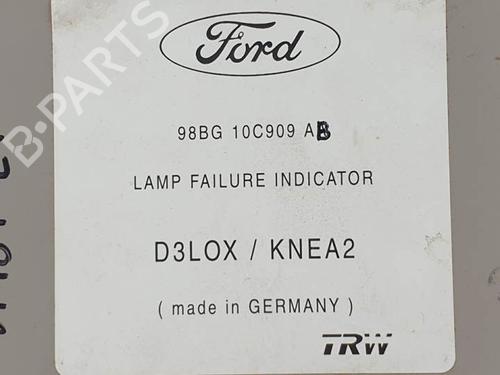 Ford
98BG 10C909 AB
LAMP FAILURE INDICATOR
D3LOX / KNEA2
( made in GERMANY )
TRW
B-PARTS